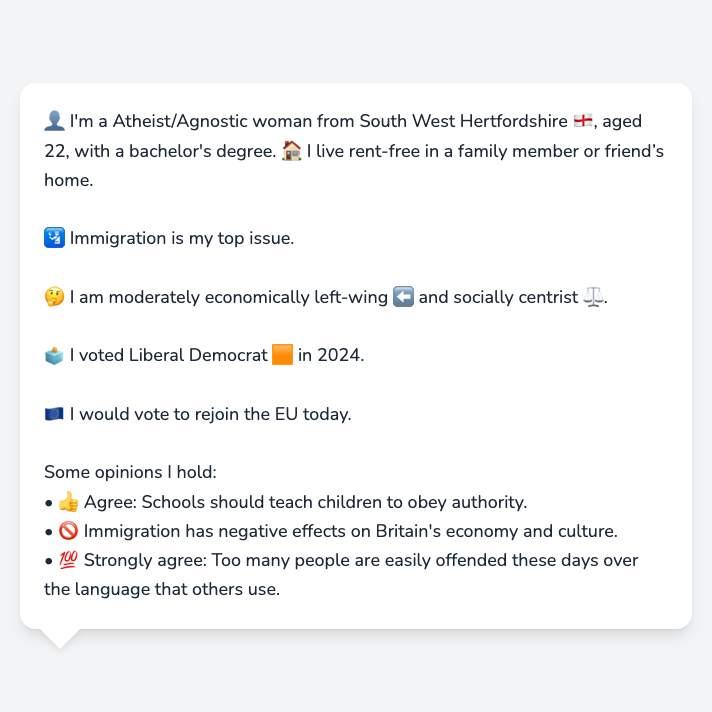 👤 I'm a Atheist/Agnostic woman from South West Hertfordshire 🏴󠁧󠁢󠁥󠁮󠁧󠁿, aged
22, with a bachelor's degree. 🏠 I live rent-free in a family member or friend’s
home.
🛂 Immigration is my top issue.
🤔 I am moderately economically left-wing ⬅️ and socially centrist ⚖️.
🗳️ I voted Liberal Democrat 🟧 in 2024.
🇪🇺 I would vote to rejoin the EU today.
Some opinions I hold:
• 👍 Agree: Schools should teach children to obey authority.
• 🚫 Immigration has negative effects on Britain's economy and culture.
• 💯 Strongly agree: Too many people are easily offended these days over
the language that others use.